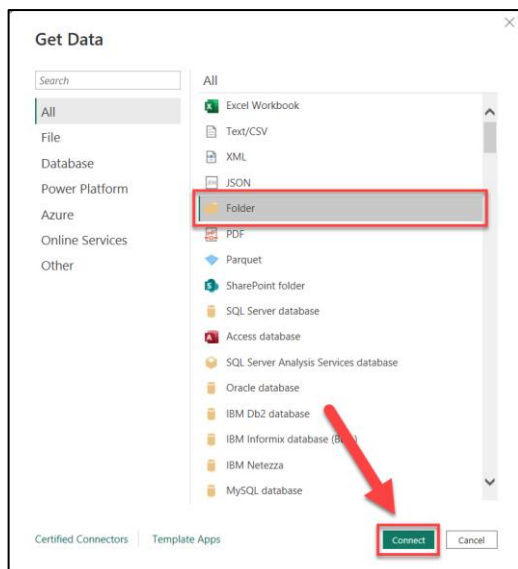 Get Data
Search
All
File
Database
Power Platform
Azure
Online Services
Other
All
Excel Workbook
Text/CSV
XML
JSON
Folder
PDF
Parquet
SharePoint folder
SQL Server database
Access database
SQL Server Analysis Services database
Oracle database
IBM Db2 database
IBM Informix database
IBM Netezza
MySQL database
Certified Connectors Template Apps
Connect Cancel